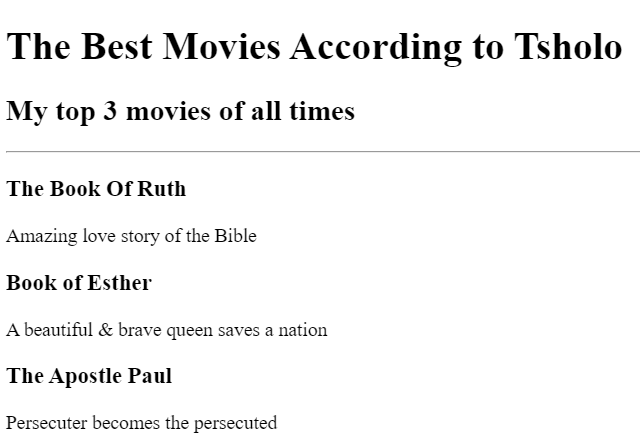 The Best Movies According to Tsholo
My top 3 movies of all times
The Book Of Ruth
Amazing love story of the Bible
Book of Esther
A beautiful & brave queen saves a nation
The Apostle Paul
Persecuter becomes the persecuted